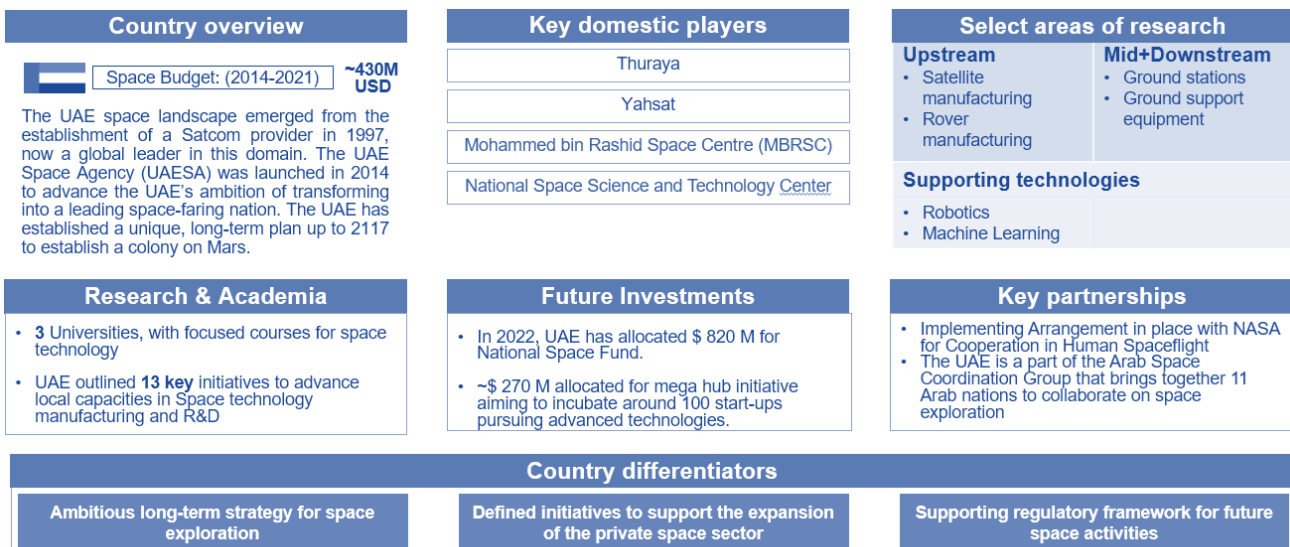 Country overview
Space Budget: (2014-2021)
~430M
USD
The UAE space landscape emerged from the
establishment of a Satcom provider in 1997,
now a global leader in this domain. The UAE
Space Agency (UAESA) was launched in 2014
to advance the UAE's ambition of transforming
into a leading space-faring nation. The UAE has
established a unique, long-term plan up to 2117
to establish a colony on Mars.
Key domestic players
Thuraya
Yahsat
Mohammed bin Rashid Space Centre (MBRSC)
National Space Science and Technology Center
Select areas of research
Upstream
• Satellite
manufacturing
• Rover
manufacturing
Mid+Downstream
• Ground stations
• Ground support
equipment
Supporting technologies
• Robotics
• Machine Learning
Research & Academia
• 3 Universities, with focused courses for space
technology
• UAE outlined 13 key initiatives to advance
local capacities in Space technology
manufacturing and R&D
Future Investments
• In 2022, UAE has allocated $ 820 M for
National Space Fund.
• ~$ 270 M allocated for mega hub initiative
aiming to incubate around 100 start-ups
pursuing advanced technologies.
Key partnerships
• Implementing Arrangement in place with NASA
for Cooperation in Human Spaceflight
• The UAE is a part of the Arab Space
Coordination Group that brings together 11
Arab nations to collaborate on space
exploration
Country differentiators
Ambitious long-term strategy for space
exploration
Defined initiatives to support the expansion
of the private space sector
Supporting regulatory framework for future
space activities